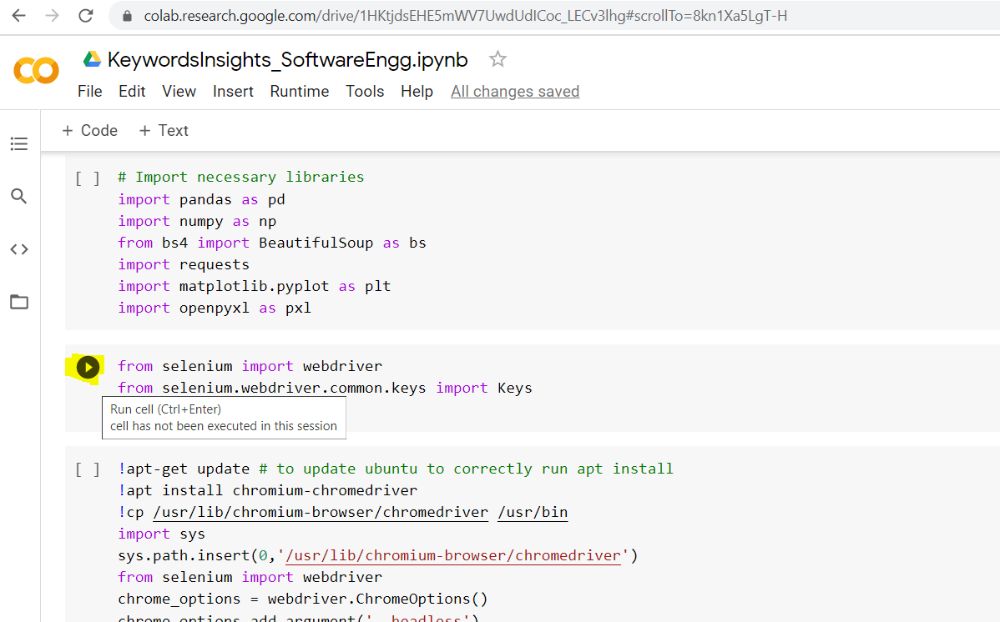 colab.research.google.com/drive/1HKtjdsEHE5mWV7UwdUdICoc_LECv3lhg#scrollTo=8kn1Xa5LgT-H
KeywordsInsights_SoftwareEngg.ipynb
File Edit View Insert Runtime Tools Help All changes saved
+ Code + Text
[ ] # Import necessary libraries
import pandas as pd
import numpy as np
from bs4 import BeautifulSoup as bs
import requests
import matplotlib.pyplot as plt
import openpyxl as pxl
from selenium import webdriver
from selenium.webdriver.common.keys import Keys
Run cell (Ctrl+Enter)
cell has not been executed in this session
[ ] !apt-get update # to update ubuntu to correctly run apt install
!apt install chromium-chromedriver
!cp /usr/lib/chromium-browser/chromedriver /usr/bin
import sys
sys.path.insert(0,'/usr/lib/chromium-browser/chromedriver')
from selenium import webdriver
chrome_options = webdriver.ChromeOptions()
chrome_options.add_argument('--headless')